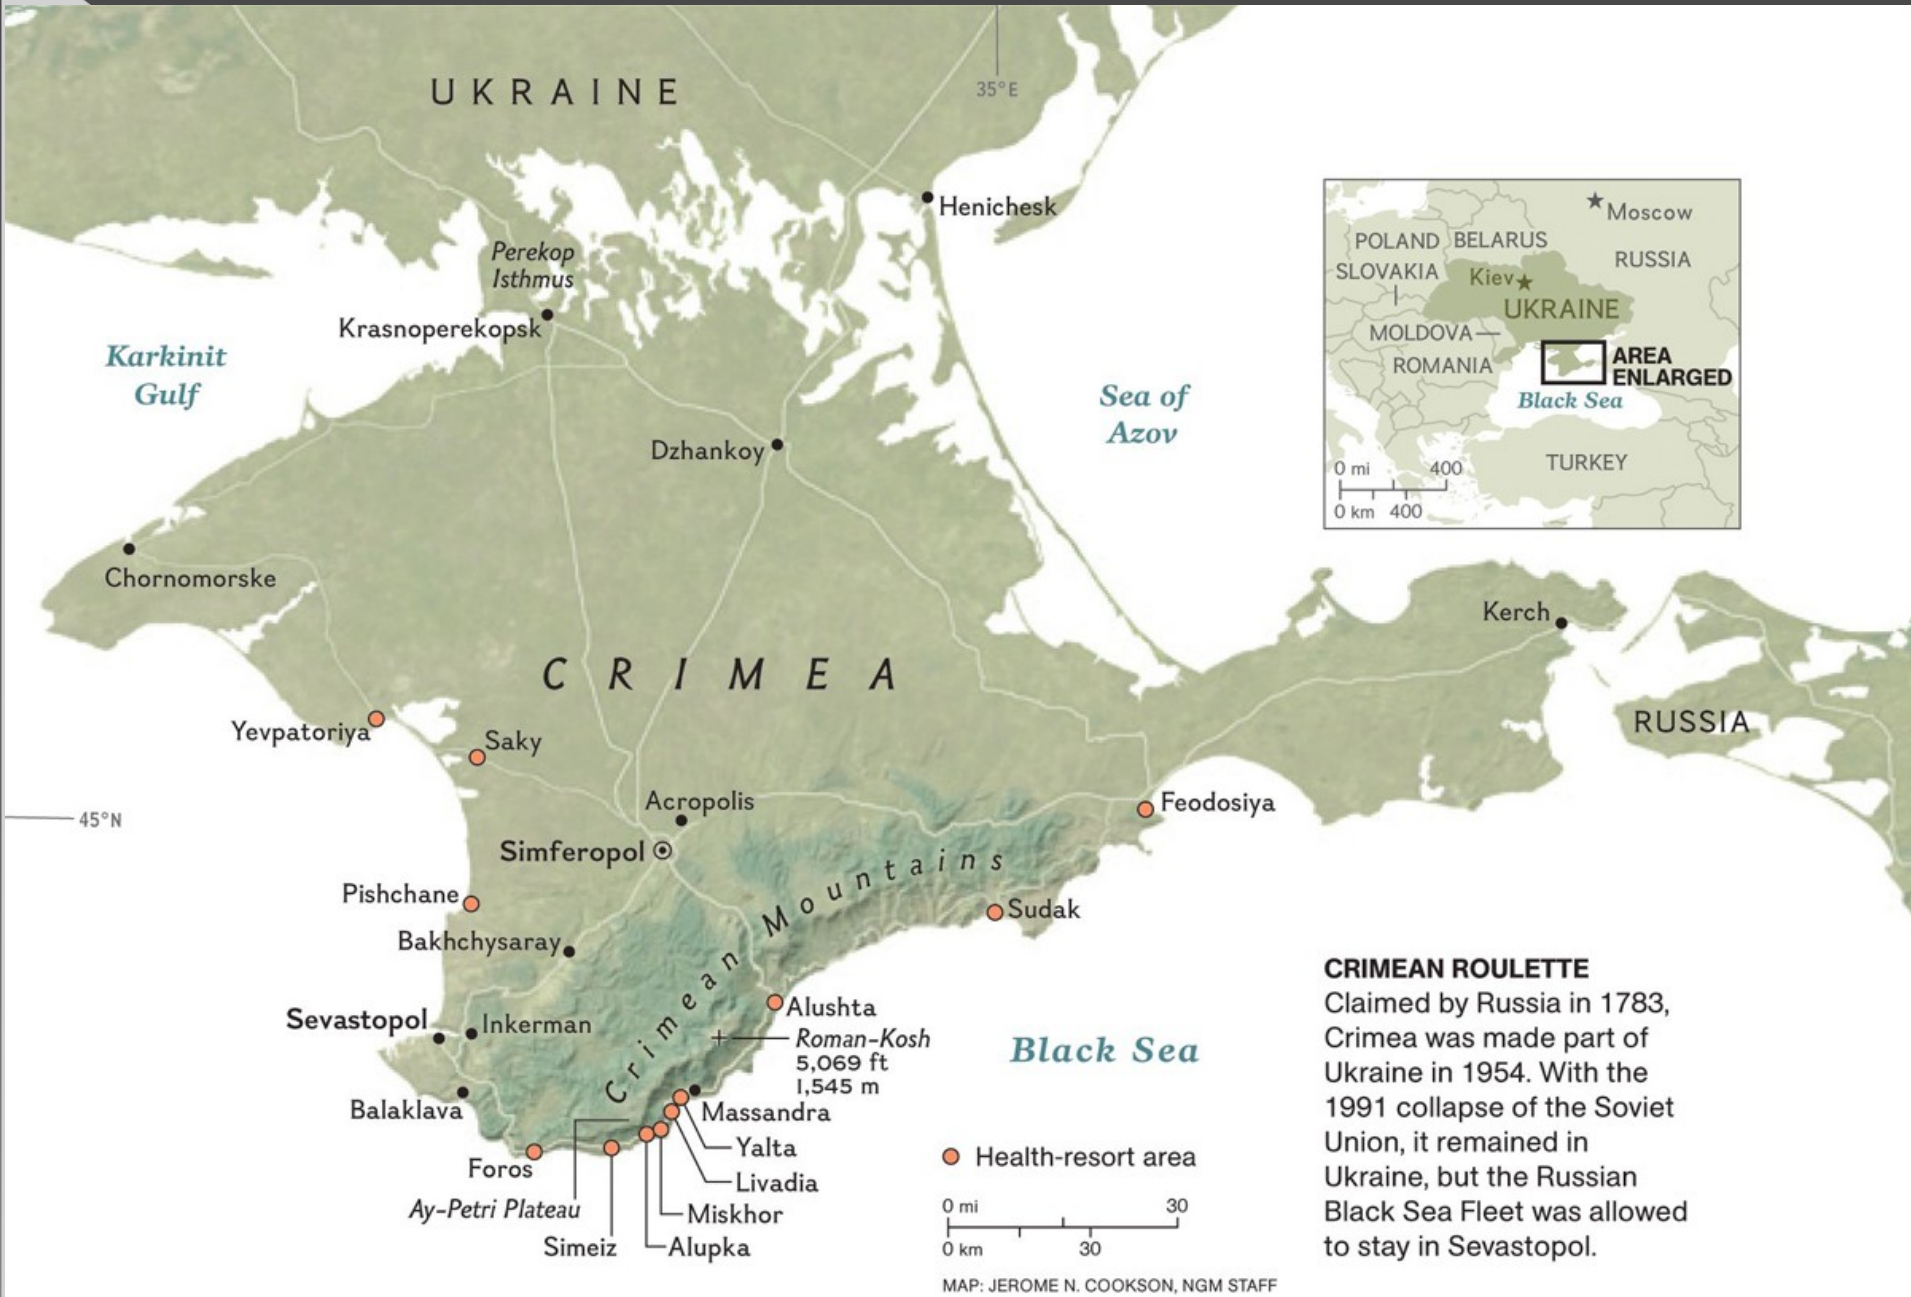 UKRAINE
35°E
Henichesk
Perekop
Isthmus
Krasnoperekopsk
Karkinit
Gulf
Sea of
Azov
Dzhankoy
Chornomorske
Kerch
CRIMEA
RUSSIA
Yevpatoriya
Saky
45°N
Acropolis
Feodosiya
Simferopol
Crimean Mountains
Pishchane
Sudak
Bakhchysaray
Sevastopol
Inkerman
Alushta
Roman-Kosh
5,069 ft
1,545 m
Black Sea
Balaklava
Massandra
Yalta
Foros
Livadia
Ay-Petri Plateau
Miskhor
Simeiz
Alupka
Health-resort area
0 mi 30
0 km 30
MAP: JEROME N. COOKSON, NGM STAFF
Moscow
POLAND
BELARUS
RUSSIA
SLOVAKIA
Kiev
UKRAINE
MOLDOVA
ROMANIA
AREA
ENLARGED
Black Sea
TURKEY
0 mi 400
0 km 400
CRIMEAN ROULETTE
Claimed by Russia in 1783,
Crimea was made part of
Ukraine in 1954. With the
1991 collapse of the Soviet
Union, it remained in
Ukraine, but the Russian
Black Sea Fleet was allowed
to stay in Sevastopol.